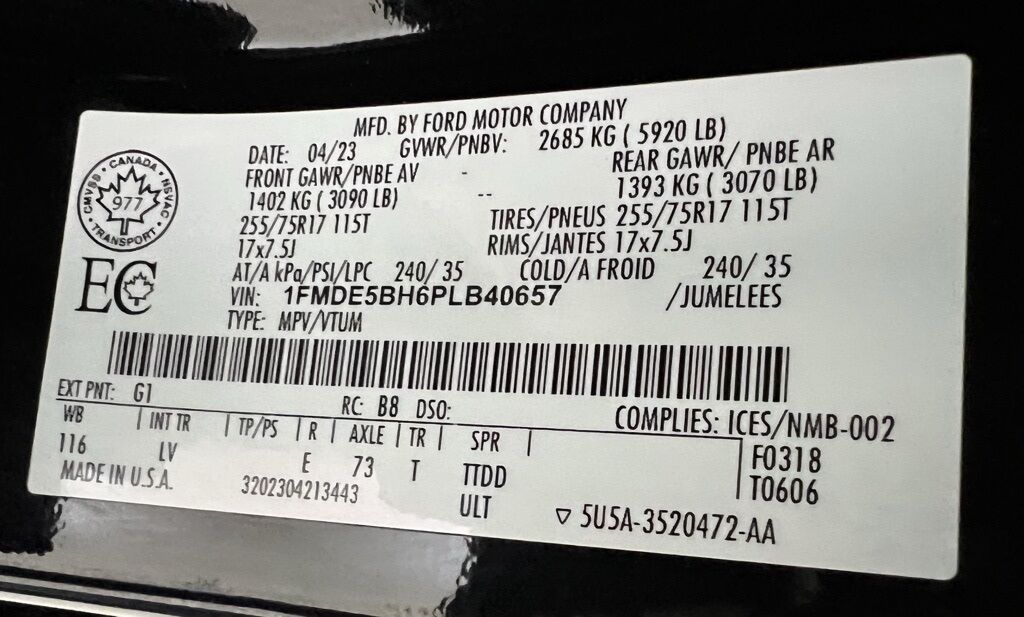 MFD. BY FORD MOTOR COMPANY
DATE: 04/23 GVWR/PNBV: 2685 KG ( 5920 LB)
FRONT GAWR/PNBE AV - REAR GAWR/ PNBE AR
1402 KG ( 3090 LB) -- 1393 KG ( 3070 LB)
255/75R17 115T TIRES/PNEUS 255/75R17 115T
17x7.5J RIMS/JANTES 17x7.5J
AT/A kPa/PSI/LPC 240/ 35 COLD/A FROID 240/ 35
VIN: 1FMDE5BH6PLB40657 /JUMELEES
TYPE: MPV/VTUM
CANADA
CMVSS NSVAC
977
TRANSPORT
EC
EXT PNT: G1 RC: B8 DSO: COMPLIES: ICES/NMB-002
WB | INT TR | TP/PS | R | AXLE | TR | SPR | F0318
116 LV E 73 T TTDD T0606
MADE IN U.S.A. 3202304213443 ULT ▽ 5U5A-3520472-AA